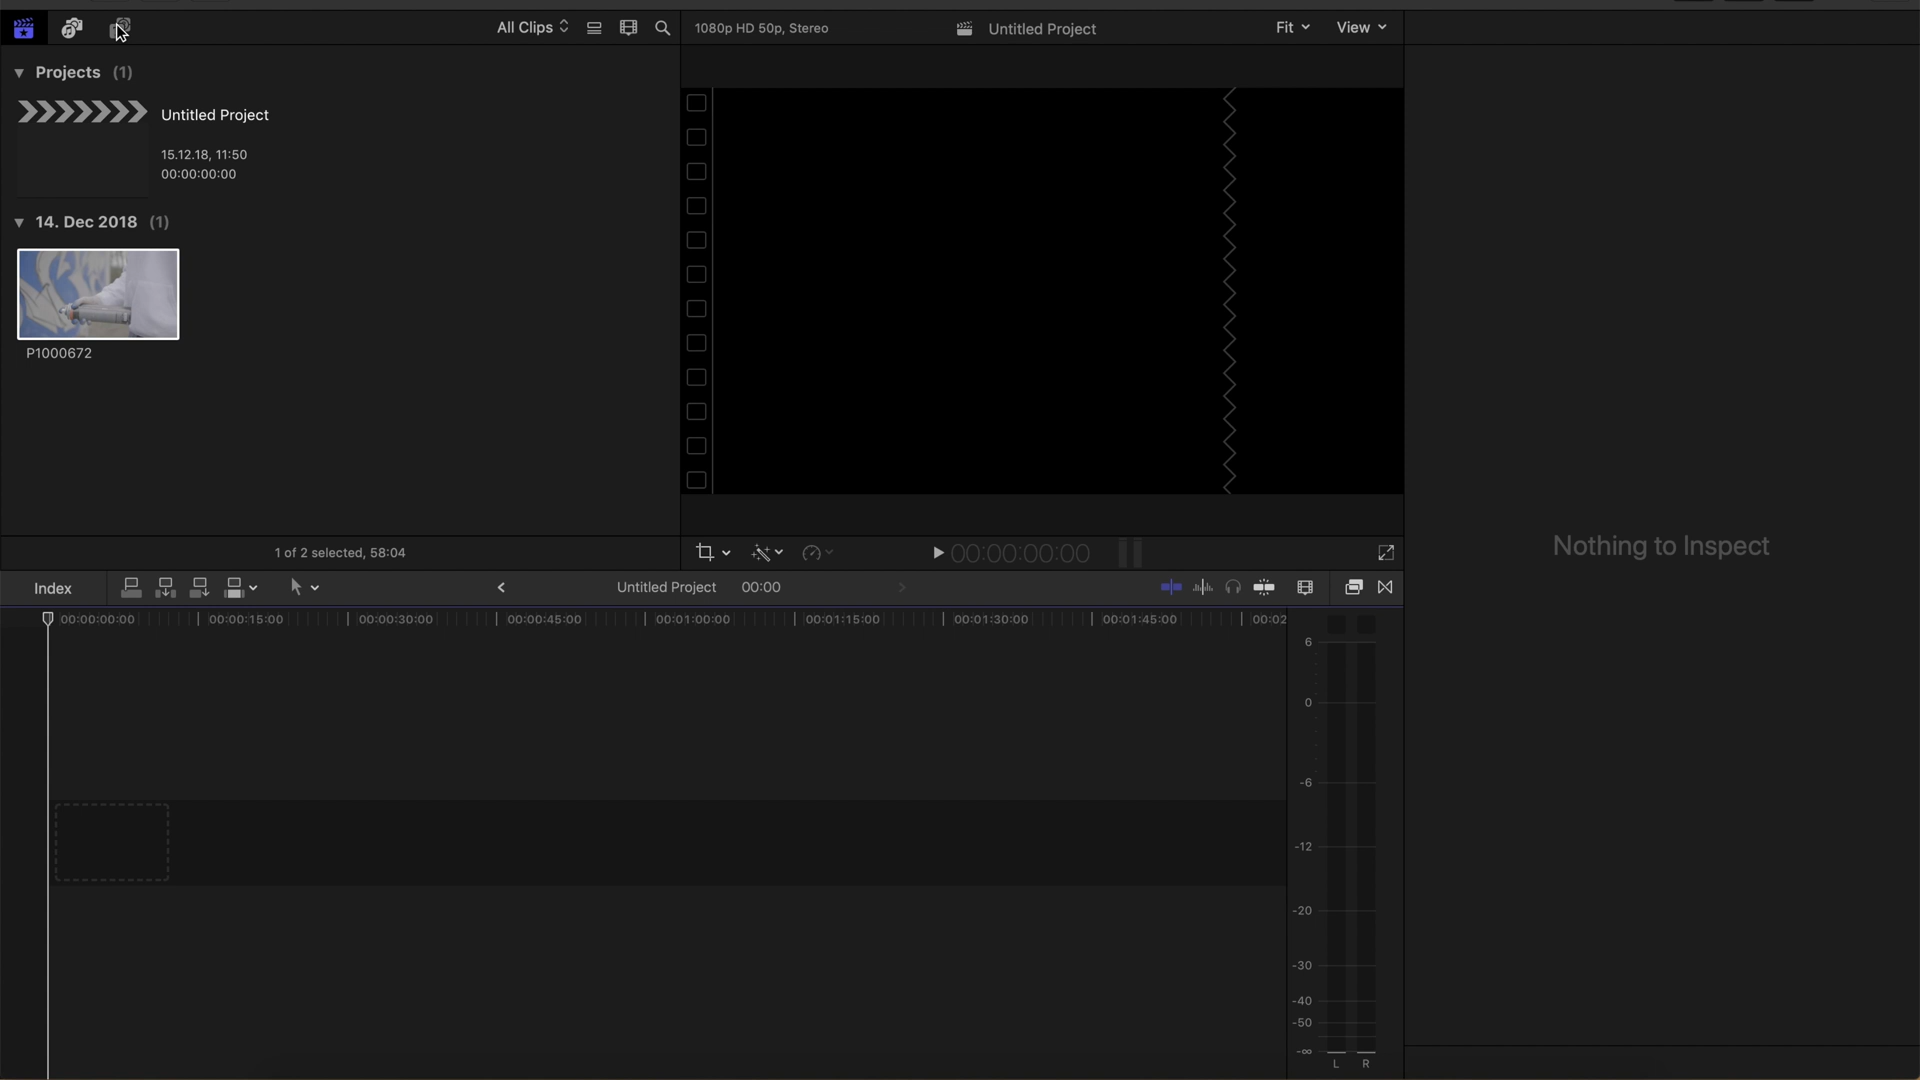 All Clips
1080p HD 50p, Stereo
Untitled Project
Fit
View
Projects (1)
Untitled Project
15.12.18, 11:50
00:00:00:00
14. Dec 2018 (1)
P1000672
1 of 2 selected, 58:04
00:00:00:00
Nothing to Inspect
Index
Untitled Project 00:00
00:00:00:00 00:00:15:00 00:00:30:00 00:00:45:00 00:01:00:00 00:01:15:00 00:01:30:00 00:01:45:00 00:02
6
0
-6
-12
-20
-30
-40
-50
-∞
L R